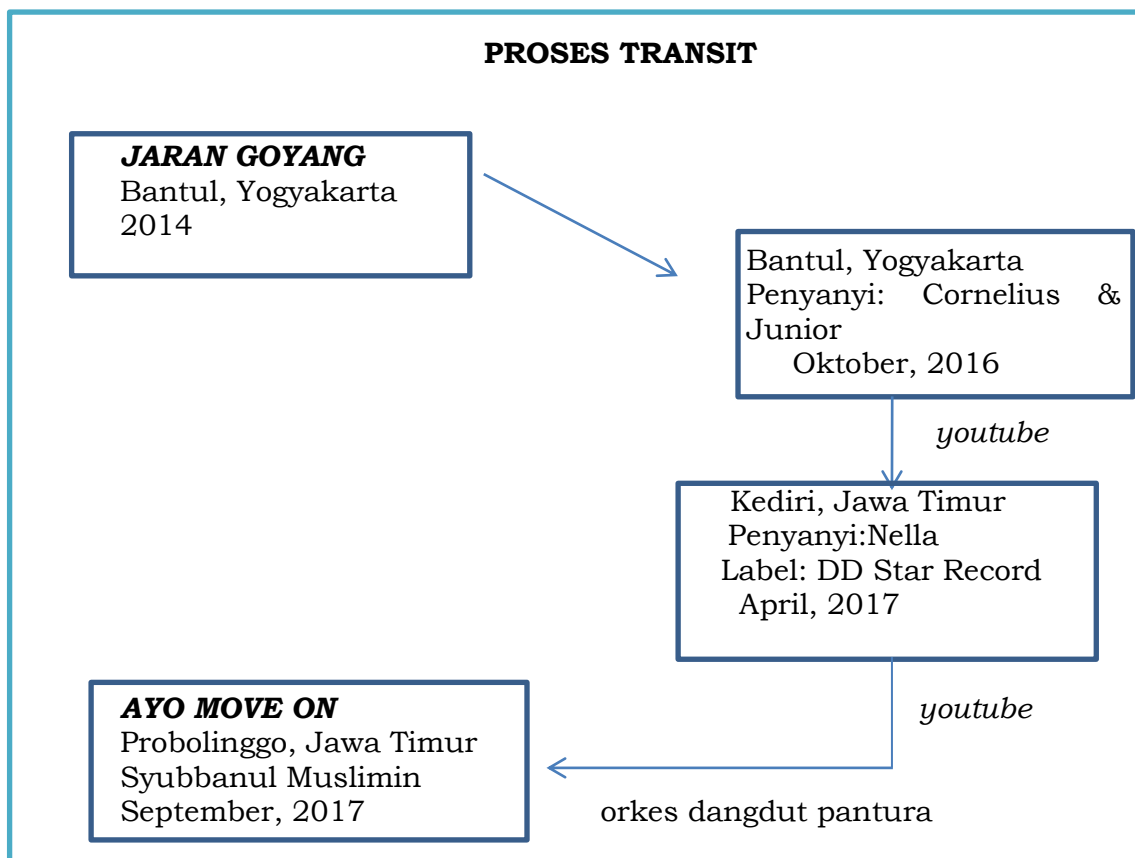 PROSES TRANSIT
JARAN GOYANG
Bantul, Yogyakarta
2014
Bantul, Yogyakarta
Penyanyi: Cornelius &
Junior
Oktober, 2016
youtube
Kediri, Jawa Timur
Penyanyi:Nella
Label: DD Star Record
April, 2017
youtube
AYO MOVE ON
Probolinggo, Jawa Timur
Syubbanul Muslimin
September, 2017
orkes dangdut pantura